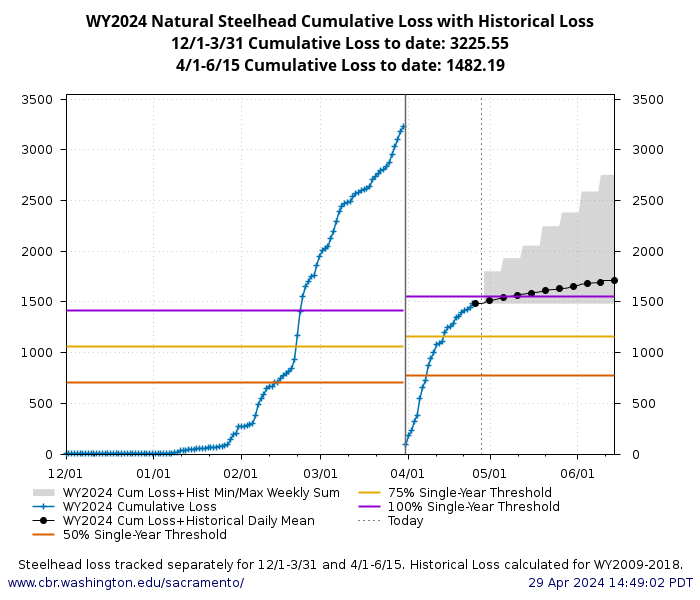 WY2024 Natural Steelhead Cumulative Loss with Historical Loss
12/1-3/31 Cumulative Loss to date: 3225.55
4/1-6/15 Cumulative Loss to date: 1482.19
3500 3500
3000 3000
2500 2500
2000 2000
1500 1500
1000 1000
500 500
0 0
12/01 01/01 02/01 03/01 04/01 05/01 06/01
WY2024 Cum Loss+Hist Min/Max Weekly Sum
WY2024 Cumulative Loss
WY2024 Cum Loss+Historical Daily Mean
50% Single-Year Threshold
75% Single-Year Threshold
100% Single-Year Threshold
Today
Steelhead loss tracked separately for 12/1-3/31 and 4/1-6/15. Historical Loss calculated for WY2009-2018.
www.cbr.washington.edu/sacramento/ 29 Apr 2024 14:49:02 PDT